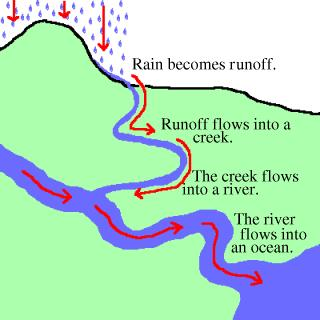 Rain becomes runoff.
Runoff flows into a
creek.
The creek flows
into a river.
The river
flows into
an ocean.